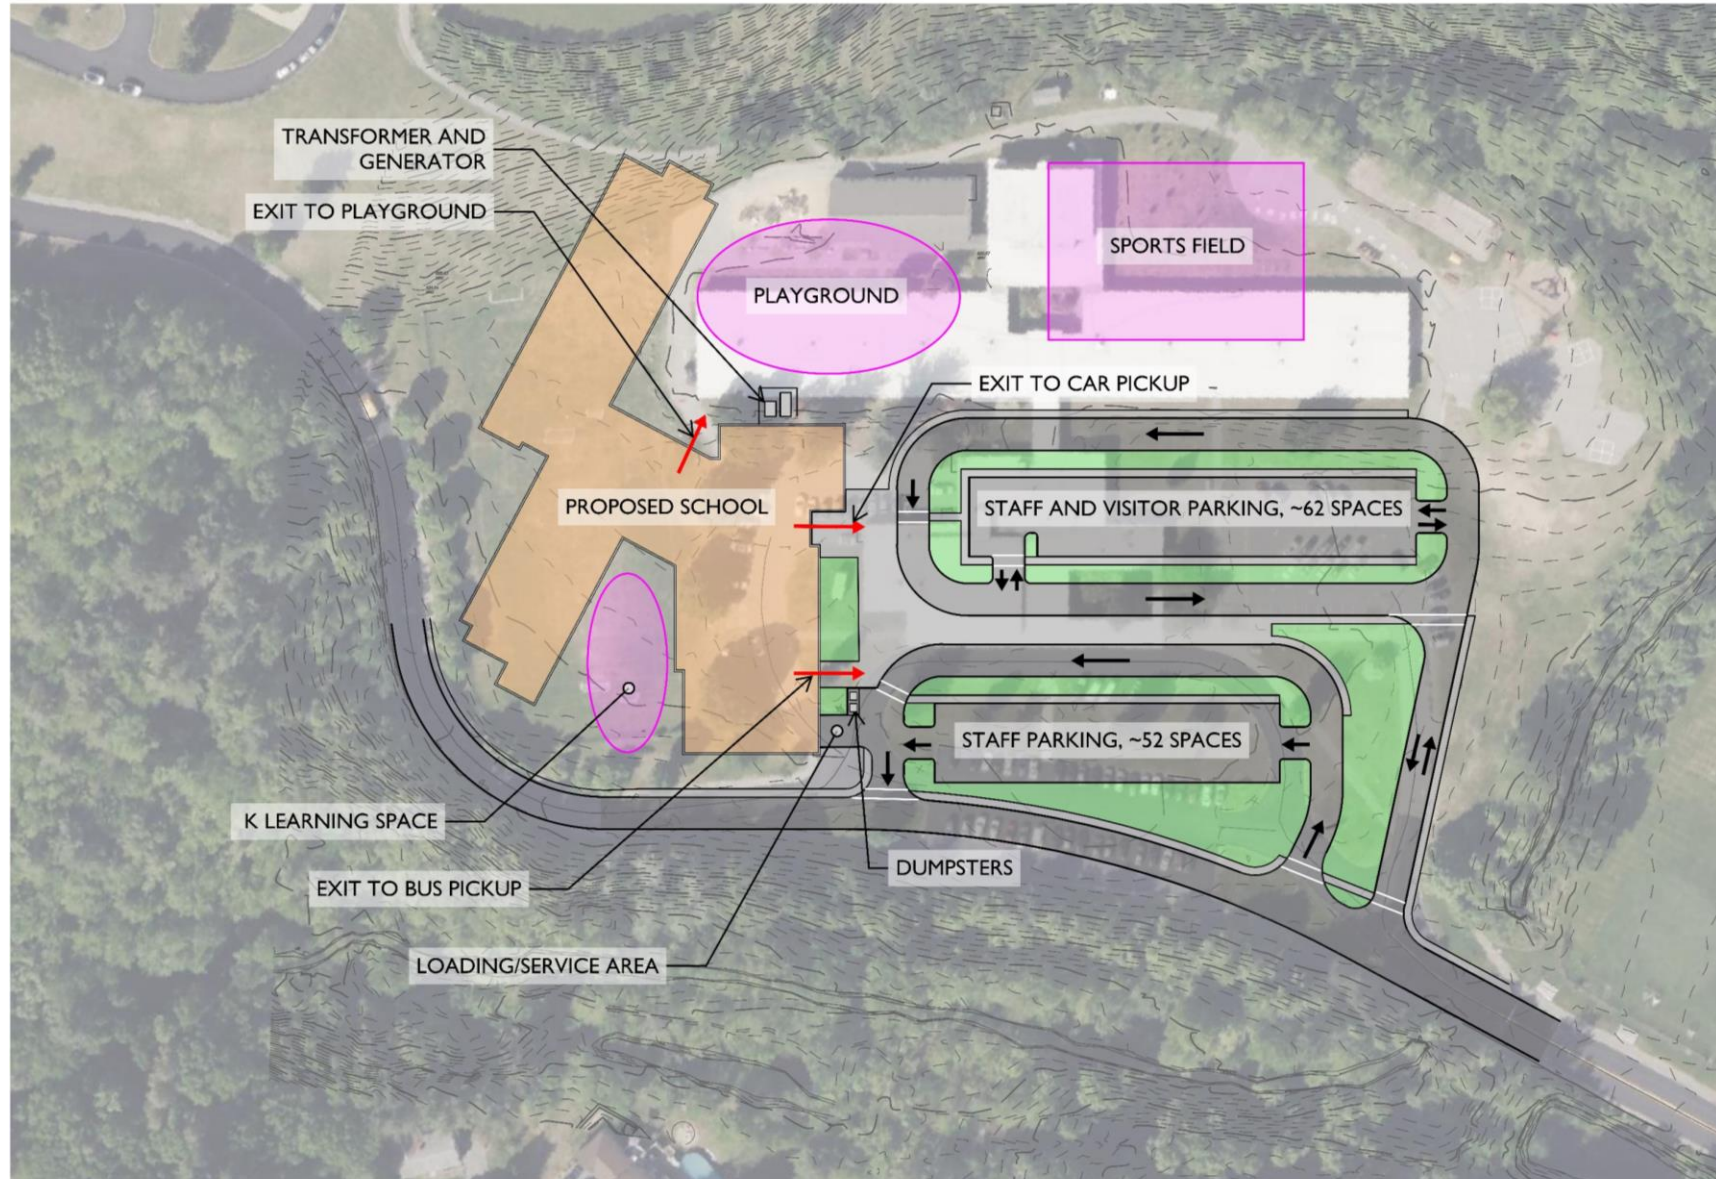 TRANSFORMER AND
GENERATOR
EXIT TO PLAYGROUND
SPORTS FIELD
PLAYGROUND
EXIT TO CAR PICKUP
PROPOSED SCHOOL
STAFF AND VISITOR PARKING, ~62 SPACES
STAFF PARKING, ~52 SPACES
K LEARNING SPACE
DUMPSTERS
EXIT TO BUS PICKUP
LOADING/SERVICE AREA